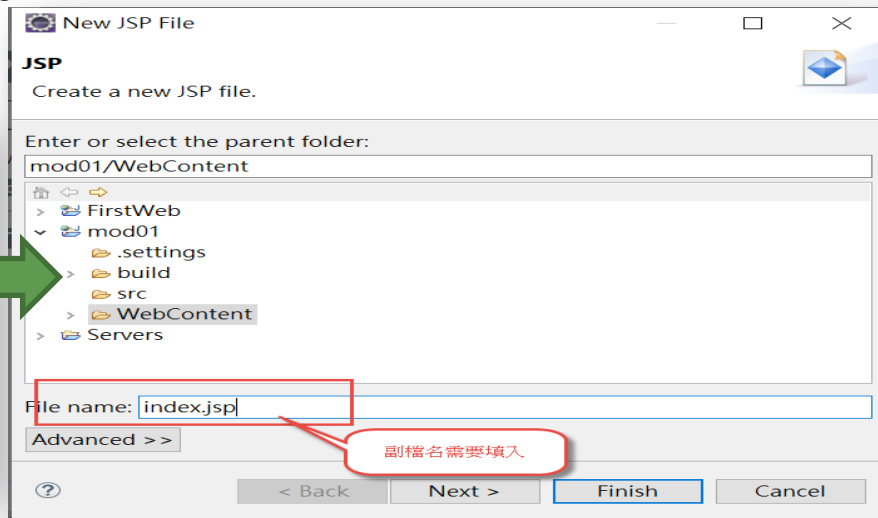 New JSP File
JSP
Create a new JSP file.
Enter or select the parent folder:
mod01/WebContent
FirstWeb
mod01
.settings
build
src
WebContent
Servers
File name: index.jsp
Advanced >>
副檔名需要填入
< Back Next > Finish Cancel